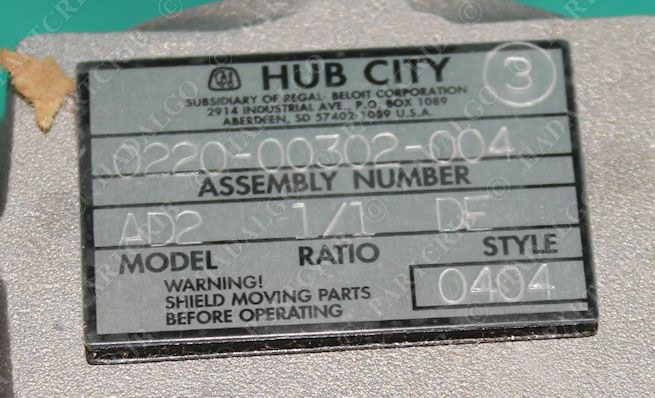 HUB CITY 3
SUBSIDIARY OF REGAL-BELOIT CORPORATION
2914 INDUSTRIAL AVE., P.O. BOX 1089
ABERDEEN, SD 57402-1089 U.S.A.
0220-00302-004
ASSEMBLY NUMBER
AD2 1/1 DE
MODEL RATIO STYLE
0404
WARNING!
SHIELD MOVING PARTS
BEFORE OPERATING